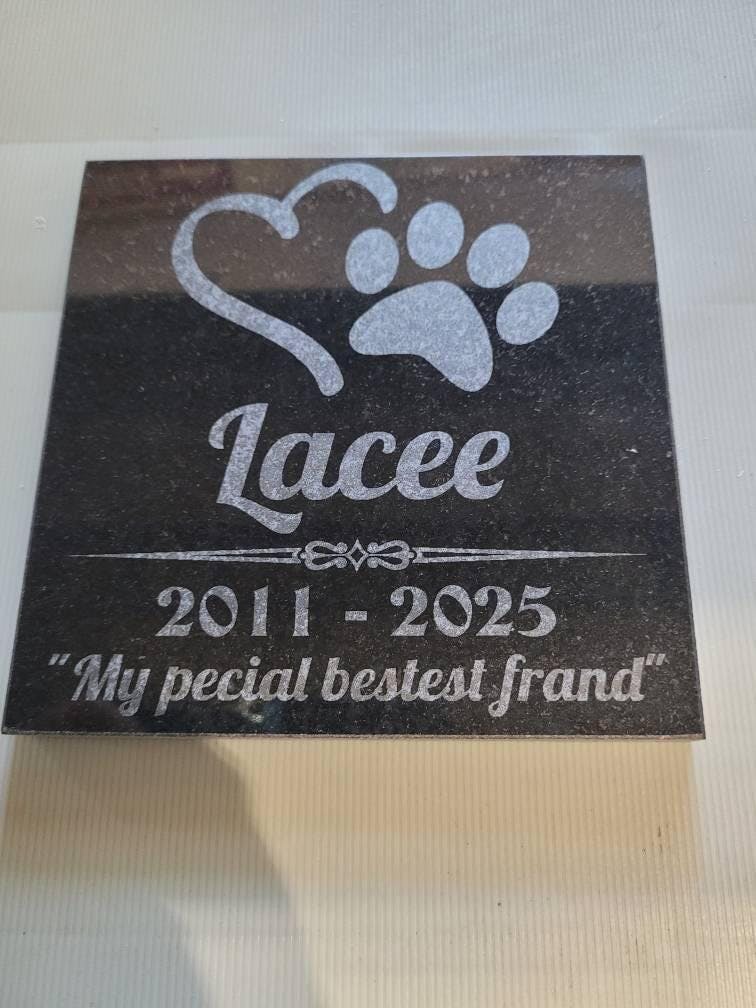 Lacee
2011 - 2025
"My pecial bestest frand"